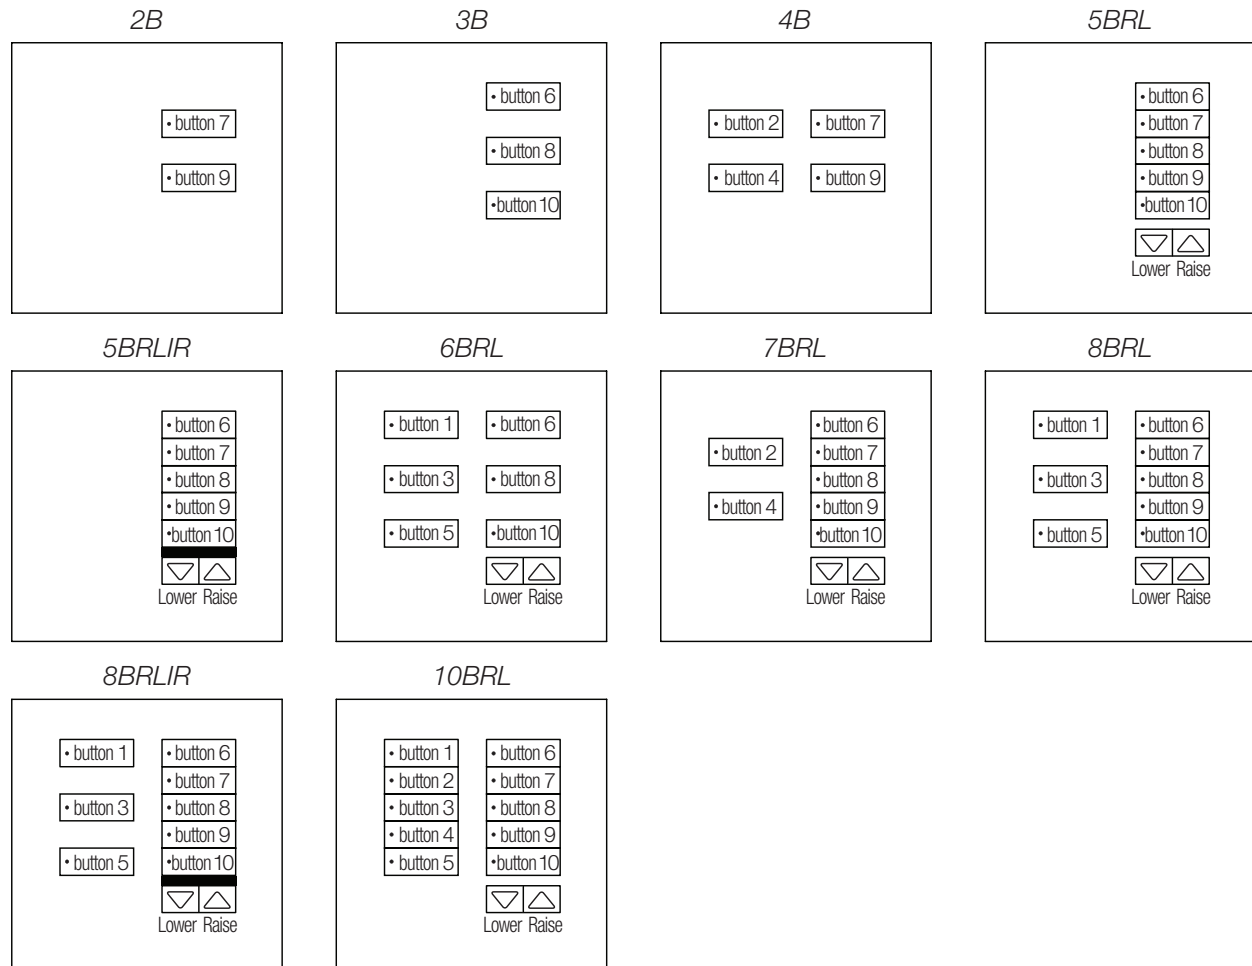 2B
• button 7
• button 9
3B
• button 6
• button 8
•button 10
4B
• button 2 • button 7
• button 4 • button 9
5BRL
• button 6
• button 7
• button 8
• button 9
•button 10
Lower Raise
5BRLIR
• button 6
• button 7
• button 8
• button 9
•button 10
Lower Raise
6BRL
• button 1 • button 6
• button 3 • button 8
• button 5 •button 10
Lower Raise
7BRL
• button 6
• button 2 • button 7
• button 8
• button 4 • button 9
•button 10
Lower Raise
8BRL
• button 1 • button 6
• button 7
• button 3 • button 8
• button 9
• button 5 •button 10
Lower Raise
8BRLIR
• button 1 • button 6
• button 7
• button 3 • button 8
• button 9
• button 5 •button 10
Lower Raise
10BRL
• button 1 • button 6
• button 2 • button 7
• button 3 • button 8
• button 4 • button 9
• button 5 •button 10
Lower Raise